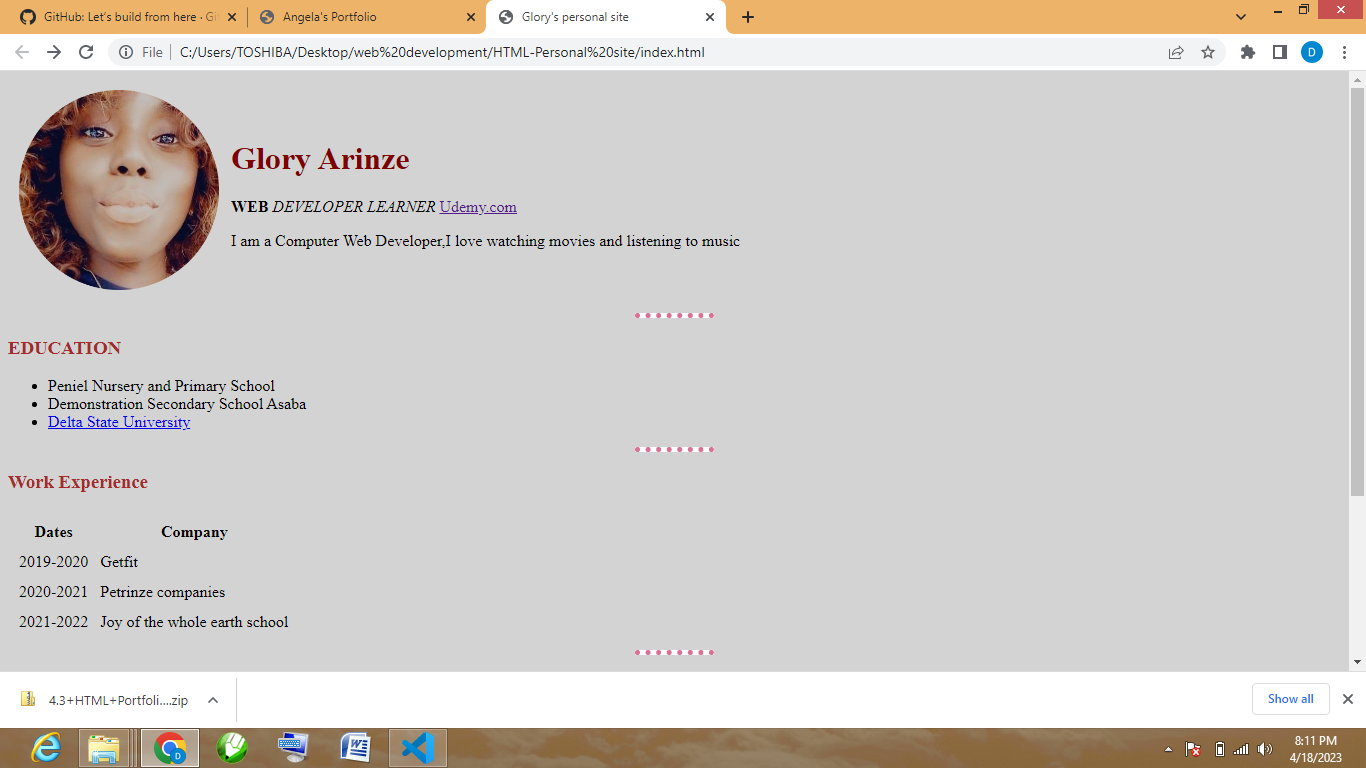 GitHub: Let's build from here · Gi
Angela's Portfolio
Glory's personal site
File
C:/Users/TOSHIBA/Desktop/web%20development/HTML-Personal%20site/index.html
D
Glory Arinze
WEB DEVELOPER LEARNER Udemy.com
I am a Computer Web Developer,I love watching movies and listening to music
EDUCATION
Peniel Nursery and Primary School
Demonstration Secondary School Asaba
Delta State University
Work Experience
Dates Company
2019-2020 Getfit
2020-2021 Petrinze companies
2021-2022 Joy of the whole earth school
4.3+HTML+Portfoli....zip
Show all
D
8:11 PM
4/18/2023